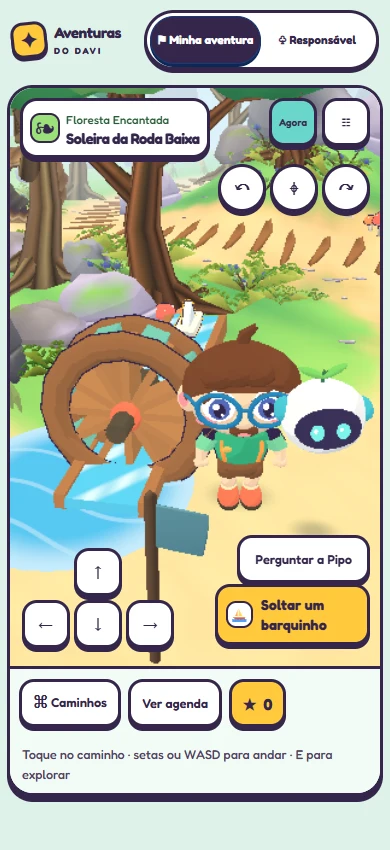 Aventuras
DO DAVI
Minha aventura
Responsável
Floresta Encantada
Soleira da Roda Baixa
Agora
Perguntar a Pipo
Soltar um
barquinho
Caminhos
Ver agenda
★ 0
Toque no caminho · setas ou WASD para andar · E para
explorar